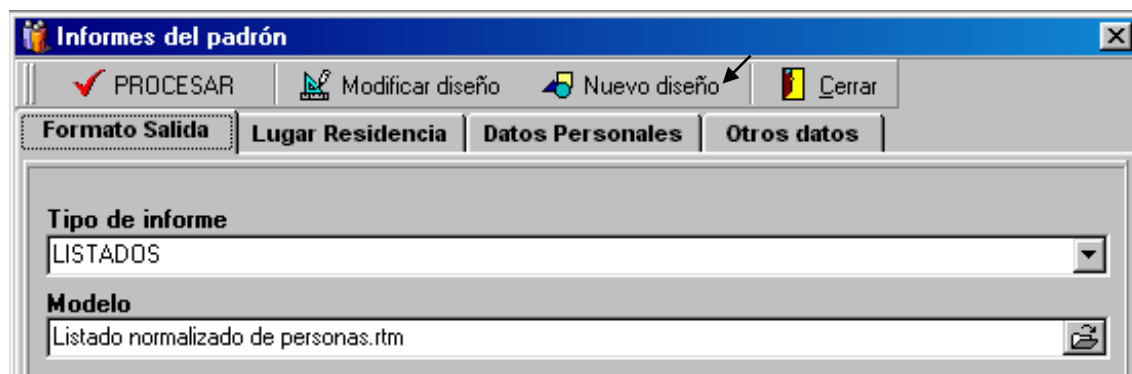 Informes del padrón
PROCESAR Modificar diseño Nuevo diseño Cerrar
Formato Salida Lugar Residencia Datos Personales Otros datos
Tipo de informe
LISTADOS
Modelo
Listado normalizado de personas.rtm